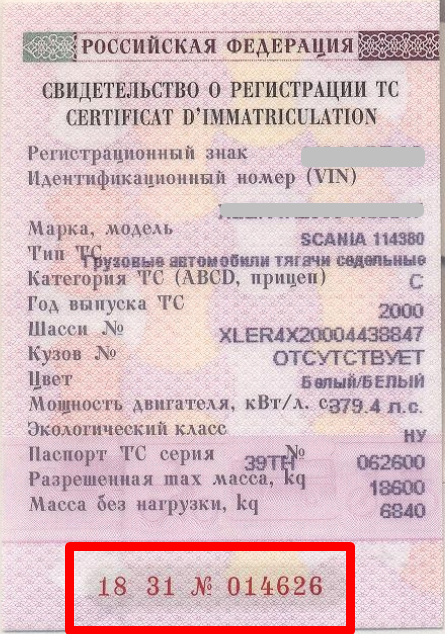 РОССИЙСКАЯ ФЕДЕРАЦИЯ
СВИДЕТЕЛЬСТВО О РЕГИСТРАЦИИ ТС
CERTIFICAT D'IMMATRICULATION
Регистрационный знак
Идентификационный номер (VIN)
Марка, модель SCANIA 114380
Тип ТС Грузовые автомобили тягачи седельные
Категория ТС (ABCD, прицеп) C
Год выпуска ТС 2000
Шасси № XLER4X20004438847
Кузов № ОТСУТСТВУЕТ
Цвет Белый/БЕЛЫЙ
Мощность двигателя, кВт/л. с. 379.4 л.с.
Экологический класс НУ
Паспорт ТС серия 39ТН № 062600
Разрешенная max масса, kg 18600
Масса без нагрузки, kg 6840
18 31 № 014626